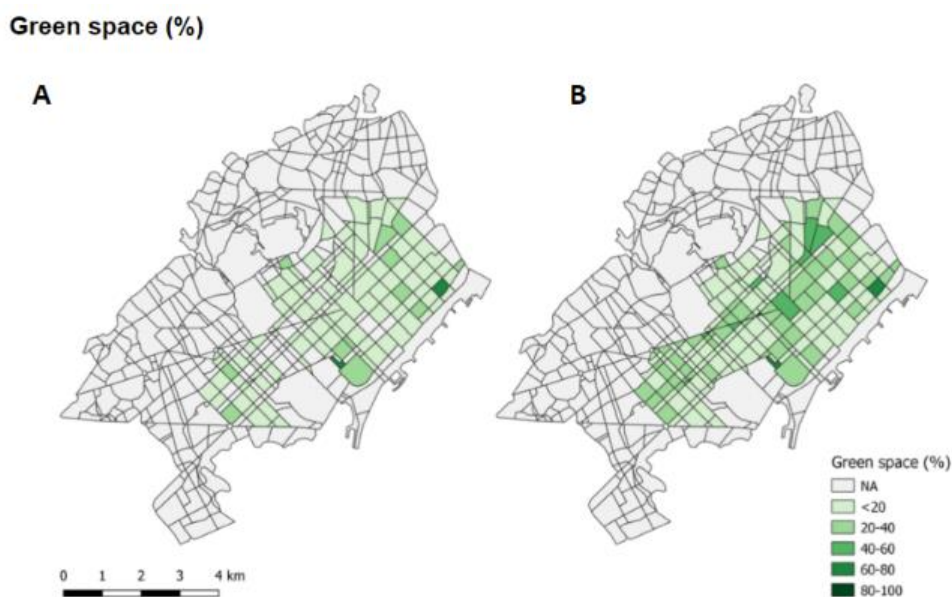 Green space (%)
A
B
Green space (%)
NA
<20
20-40
40-60
60-80
80-100
0 1 2 3 4 km